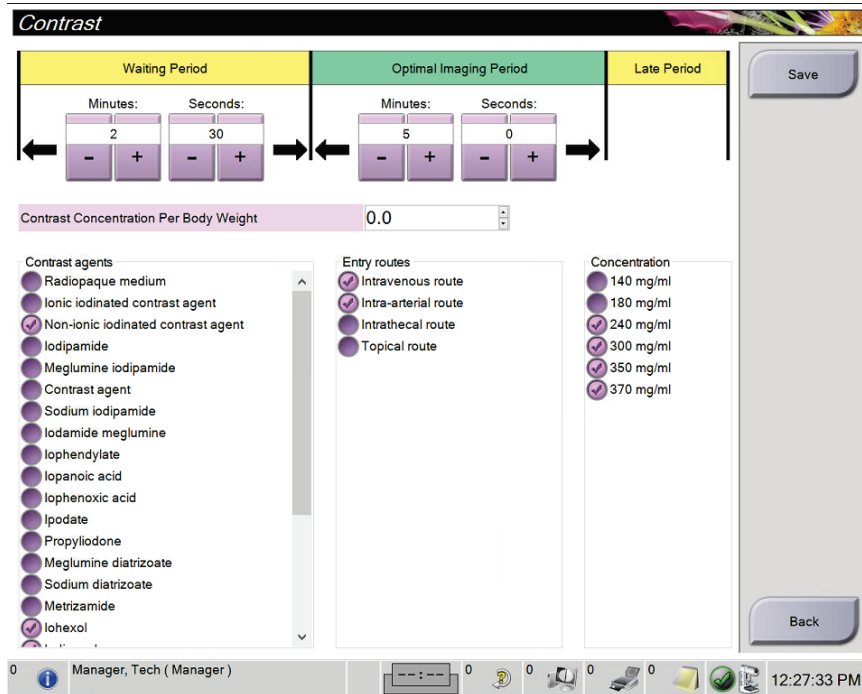 Contrast
Waiting Period
Optimal Imaging Period
Late Period
Save
Minutes: Seconds:
Minutes: Seconds:
2 30
5 0
- + - +
- + - +
Contrast Concentration Per Body Weight 0.0
Contrast agents
Radiopaque medium
Ionic iodinated contrast agent
Non-ionic iodinated contrast agent
Iodipamide
Meglumine iodipamide
Contrast agent
Sodium iodipamide
Iodamide meglumine
Iophendylate
Iopanoic acid
Iophenoxic acid
Ipodate
Propyliodone
Meglumine diatrizoate
Sodium diatrizoate
Metrizamide
Iohexol
Entry routes
Intravenous route
Intra-arterial route
Intrathecal route
Topical route
Concentration
140 mg/ml
180 mg/ml
240 mg/ml
300 mg/ml
350 mg/ml
370 mg/ml
Back
0 Manager, Tech ( Manager ) --:-- 0 0 0 0 12:27:33 PM